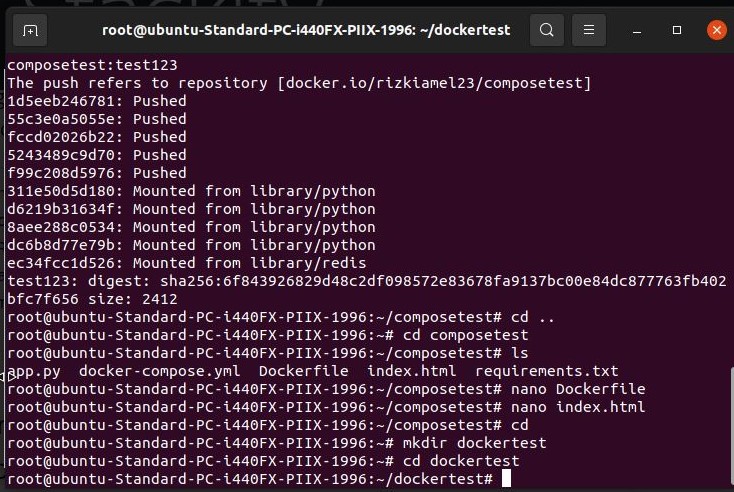 root@ubuntu-Standard-PC-i440FX-PIIX-1996: ~/dockertest
composetest:test123
The push refers to repository [docker.io/rizkiamel23/composetest]
1d5eeb246781: Pushed
55c3e0a5055e: Pushed
fccd02026b22: Pushed
5243489c9d70: Pushed
f99c208d5976: Pushed
311e50d5d180: Mounted from library/python
d6219b31634f: Mounted from library/python
8aee288c0534: Mounted from library/python
dc6b8d77e79b: Mounted from library/python
ec34fcc1d526: Mounted from library/redis
test123: digest: sha256:6f843926829d48c2df098572e83678fa9137bc00e84dc877763fb402
bfc7f656 size: 2412
root@ubuntu-Standard-PC-i440FX-PIIX-1996:~/composetest# cd ..
root@ubuntu-Standard-PC-i440FX-PIIX-1996:~# cd composetest
root@ubuntu-Standard-PC-i440FX-PIIX-1996:~/composetest# ls
app.py  docker-compose.yml  Dockerfile  index.html  requirements.txt
root@ubuntu-Standard-PC-i440FX-PIIX-1996:~/composetest# nano Dockerfile
root@ubuntu-Standard-PC-i440FX-PIIX-1996:~/composetest# nano index.html
root@ubuntu-Standard-PC-i440FX-PIIX-1996:~/composetest# cd
root@ubuntu-Standard-PC-i440FX-PIIX-1996:~# mkdir dockertest
root@ubuntu-Standard-PC-i440FX-PIIX-1996:~# cd dockertest
root@ubuntu-Standard-PC-i440FX-PIIX-1996:~/dockertest#